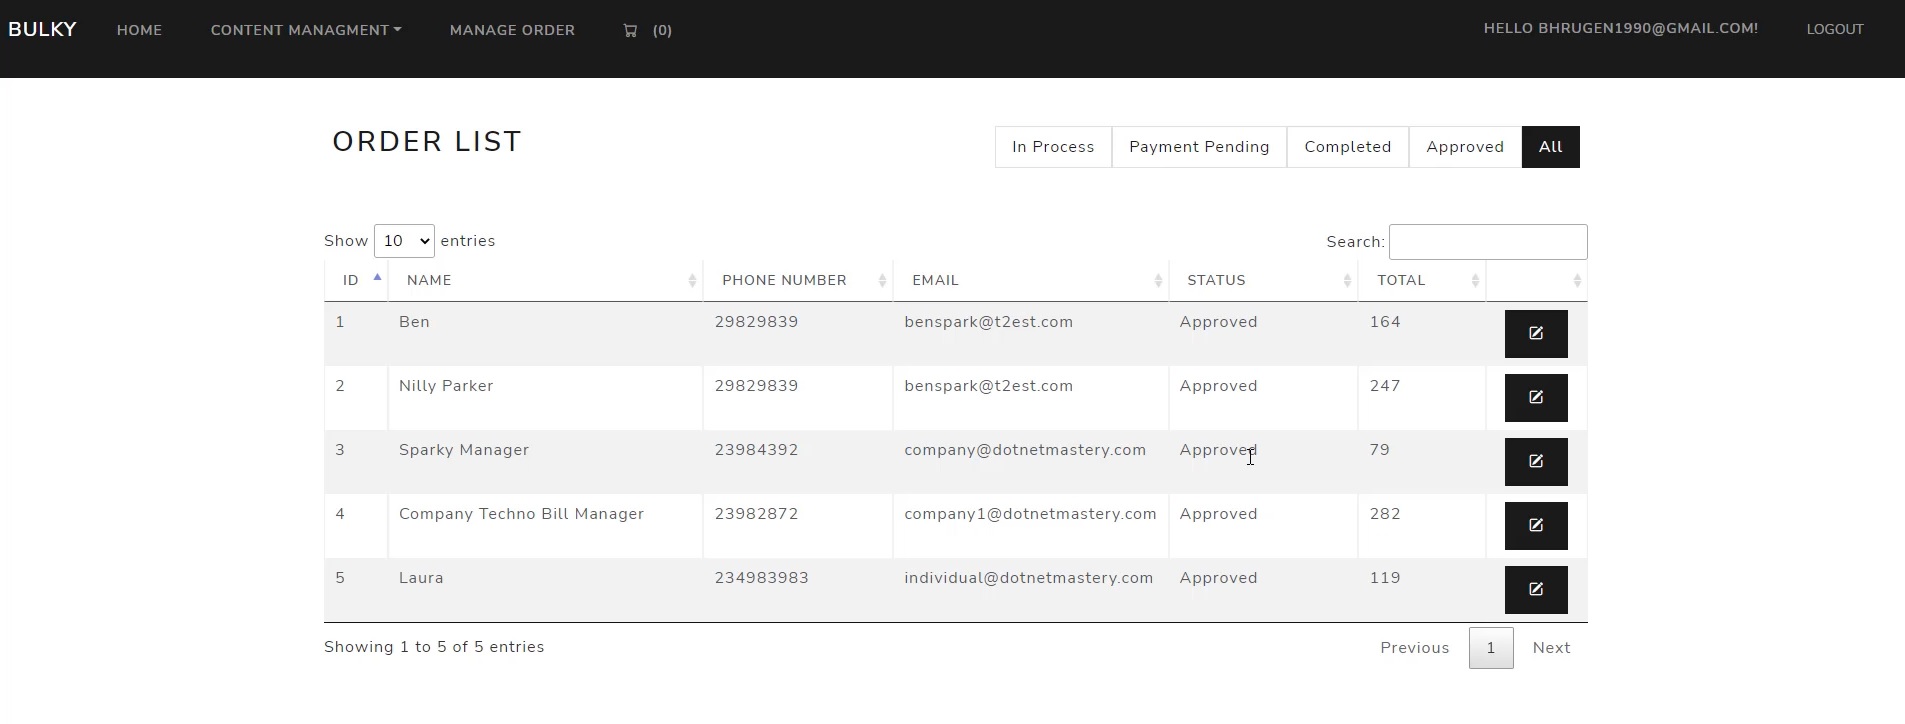 BULKY HOME CONTENT MANAGMENT MANAGE ORDER (0) HELLO BHRUGEN1990@GMAIL.COM! LOGOUT
ORDER LIST In Process Payment Pending Completed Approved All
Show 10 entries Search:
ID NAME PHONE NUMBER EMAIL STATUS TOTAL
1 Ben 29829839 benspark@t2est.com Approved 164
2 Nilly Parker 29829839 benspark@t2est.com Approved 247
3 Sparky Manager 23984392 company@dotnetmastery.com Approved 79
4 Company Techno Bill Manager 23982872 company1@dotnetmastery.com Approved 282
5 Laura 234983983 individual@dotnetmastery.com Approved 119
Showing 1 to 5 of 5 entries Previous 1 Next